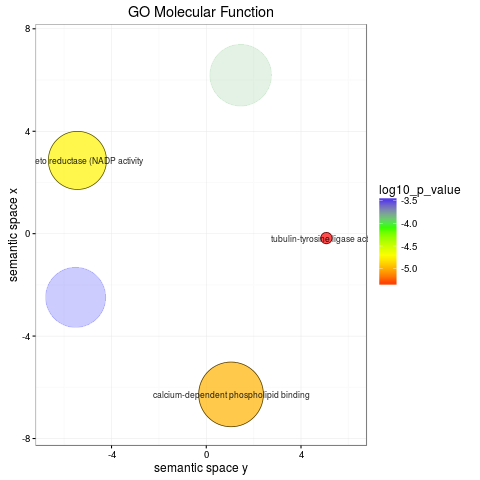 GO Molecular Function
8
4
0
-4
-8
semantic space x
eto reductase (NADP activity
tubulin-tyrosine ligase act
calcium-dependent phospholipid binding
-4
0
4
semantic space y
log10_p_value
-3.5
-4.0
-4.5
-5.0